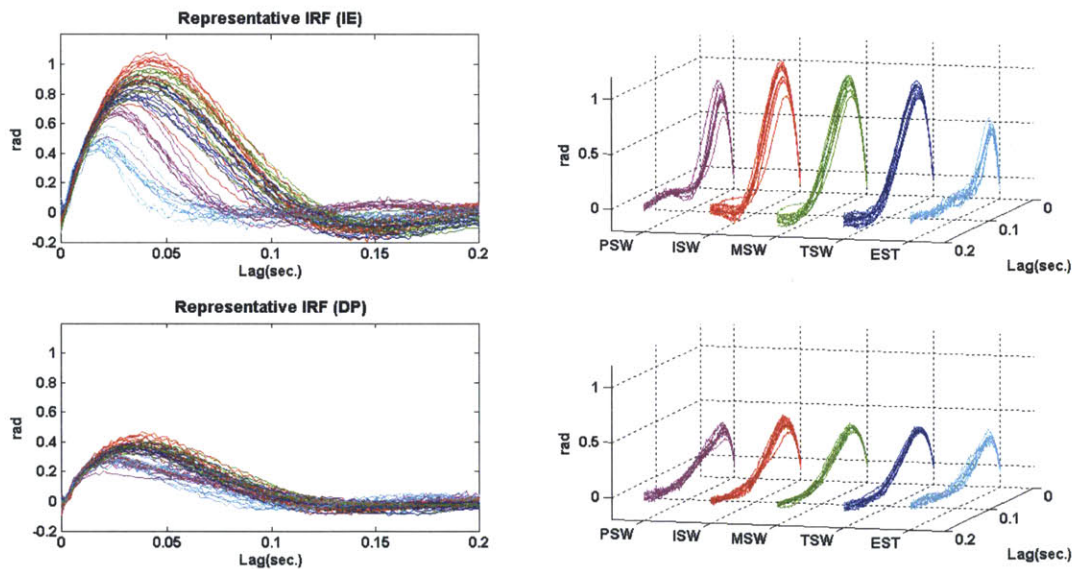 Representative IRF (IE)
rad
1
0.8
0.6
0.4
0.2
0
-0.2
0
0.05
0.1
0.15
0.2
Lag(sec.)
rad
1
0.5
0
PSW
ISW
MSW
TSW
EST
0.2
0.1
0
Lag(sec.)
Representative IRF (DP)
rad
1
0.8
0.6
0.4
0.2
0
-0.2
0
0.05
0.1
0.15
0.2
Lag(sec.)
rad
1
0.5
0
PSW
ISW
MSW
TSW
EST
0.2
0.1
0
Lag(sec.)